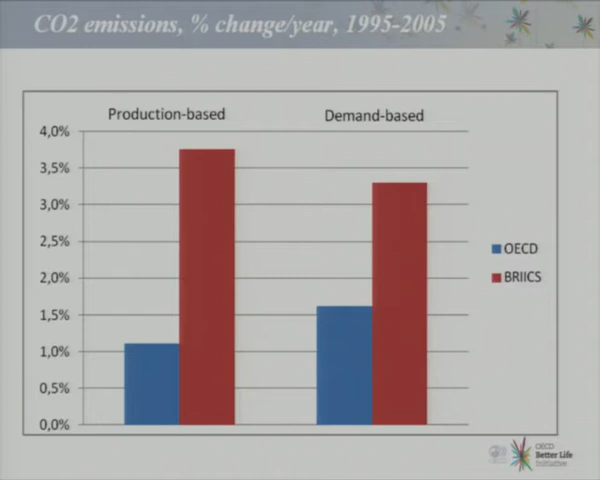 CO2 emissions, % change/year, 1995-2005
Production-based
Demand-based
4,0%
3,5%
3,0%
2,5%
2,0%
1,5%
1,0%
0,5%
0,0%
OECD
BRIICS
OECD
Better Life
Initiative